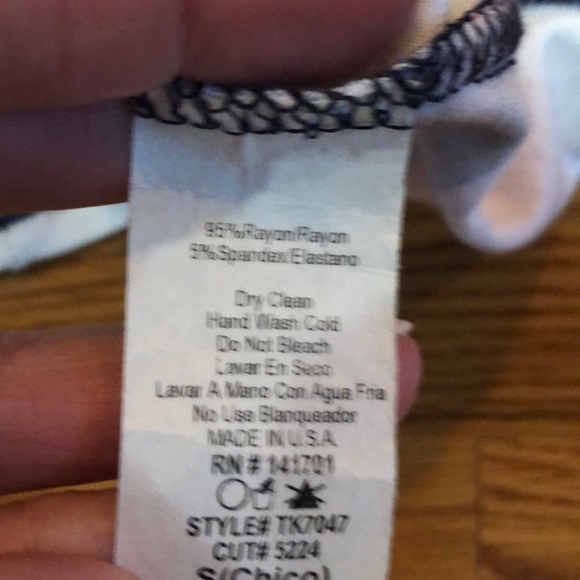 95%Rayon/Rayon
5%Spandex/Elastano
Dry Clean
Hand Wash Cold
Do Not Bleach
Lavar En Seco
Lavar A Mano Con Agua Fria
No Use Blanqueador
MADE IN U.S.A.
RN # 141701
STYLE# TK7047
CUT# 5224
S(Chico)